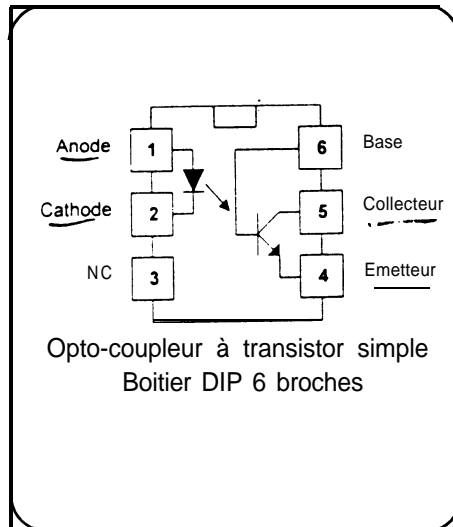 Anode 1 6 Base
Cathode 2 5 Collecteur
NC 3 4 Emetteur
Opto-coupleur à transistor simple
Boitier DIP 6 broches